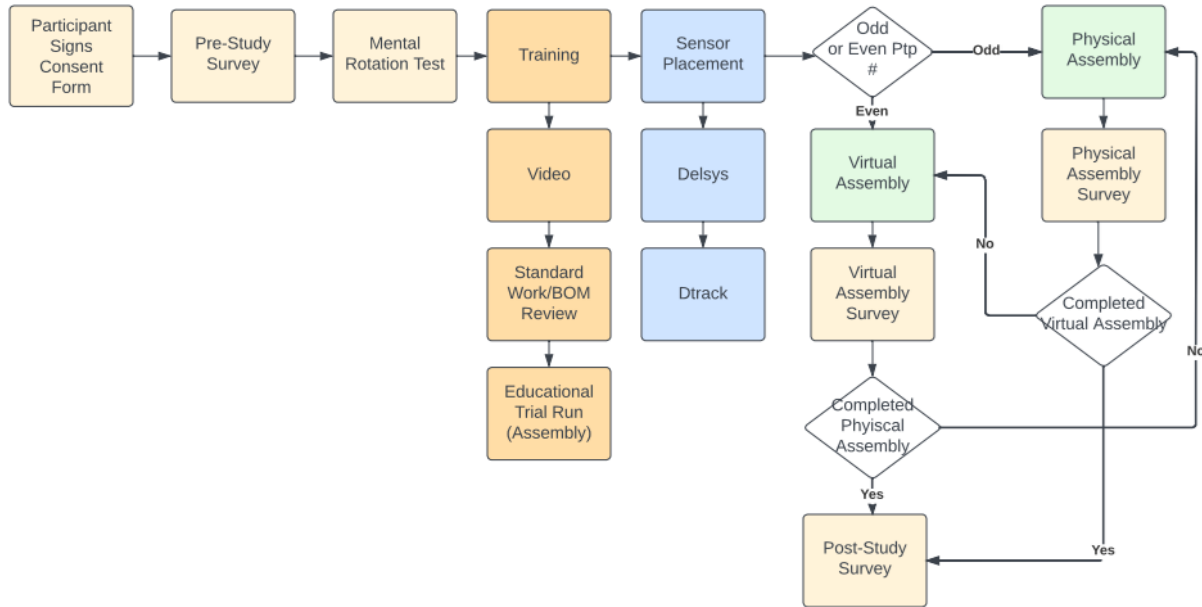 Participant
Signs
Consent
Form
Pre-Study
Survey
Mental
Rotation Test
Training
Sensor
Placement
Odd
or Even Ptp
#
Odd
Physical
Assembly
Even
Video
Delsys
Virtual
Assembly
Physical
Assembly
Survey
No
Standard
Work/BOM
Review
Dtrack
Virtual
Assembly
Survey
Completed
Virtual Assembly
No
Educational
Trial Run
(Assembly)
Completed
Phyiscal
Assembly
Yes
Post-Study
Survey
Yes